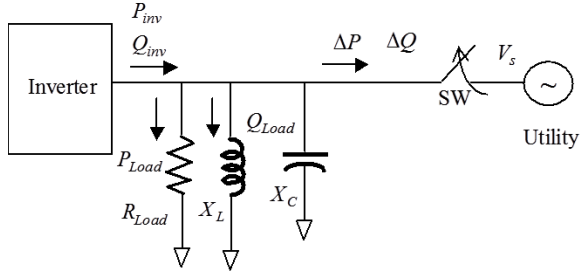 P_inv
Q_inv
ΔP ΔQ
V_s
Inverter
SW
~
Utility
Q_Load
P_Load
R_Load
X_L
X_C